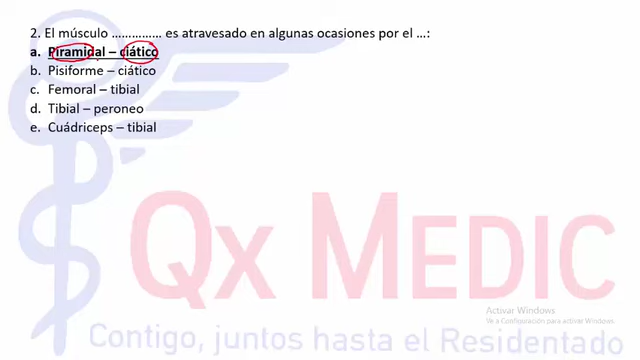 2. El músculo …………… es atravesado en algunas ocasiones por el …:
a. Piramidal – ciático
b. Pisiforme – ciático
c. Femoral – tibial
d. Tibial – peroneo
e. Cuádriceps – tibial
QX MEDIC
Activar Windows
Ve a Configuración para activar Windows.
Contigo, juntos hasta el Residentado